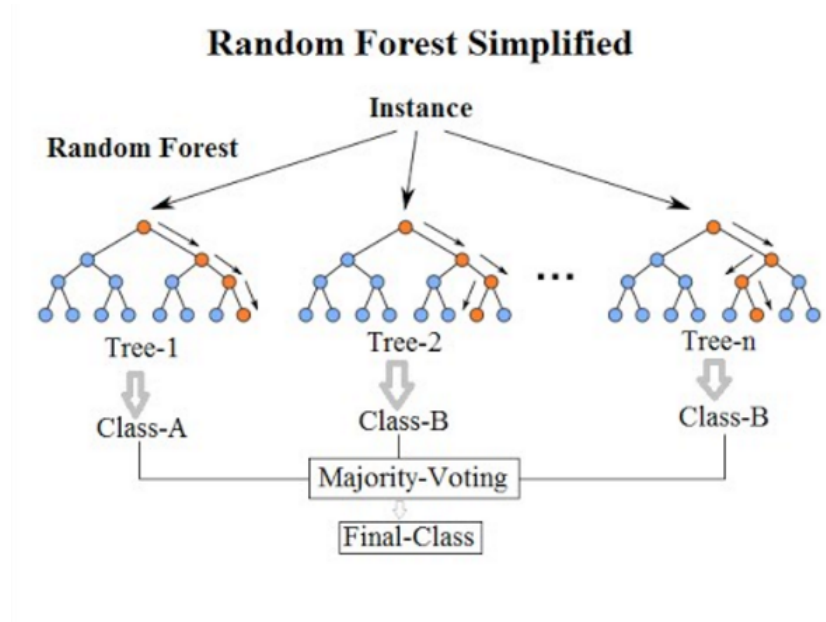 Random Forest Simplified
Instance
Random Forest
...
Tree-1
Tree-2
Tree-n
Class-A
Class-B
Class-B
Majority-Voting
Final-Class